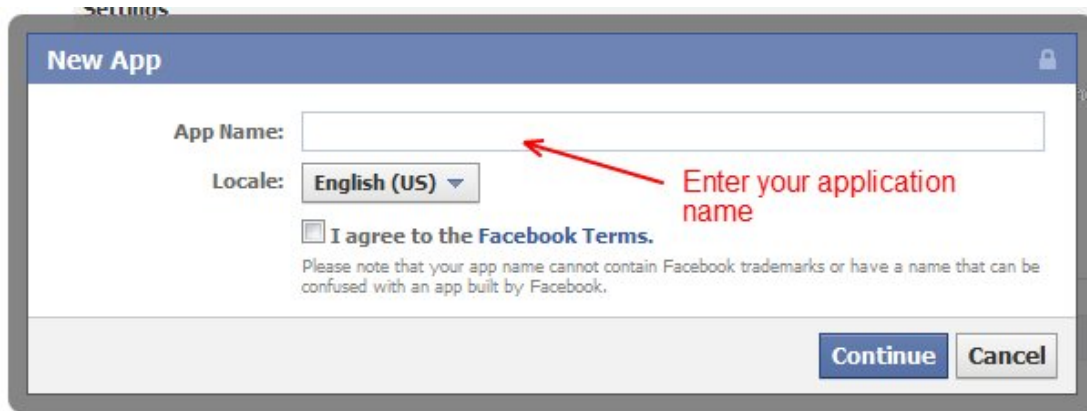 Settings
New App
App Name:
Locale: English (US)
Enter your application
name
I agree to the Facebook Terms.
Please note that your app name cannot contain Facebook trademarks or have a name that can be
confused with an app built by Facebook.
Continue Cancel